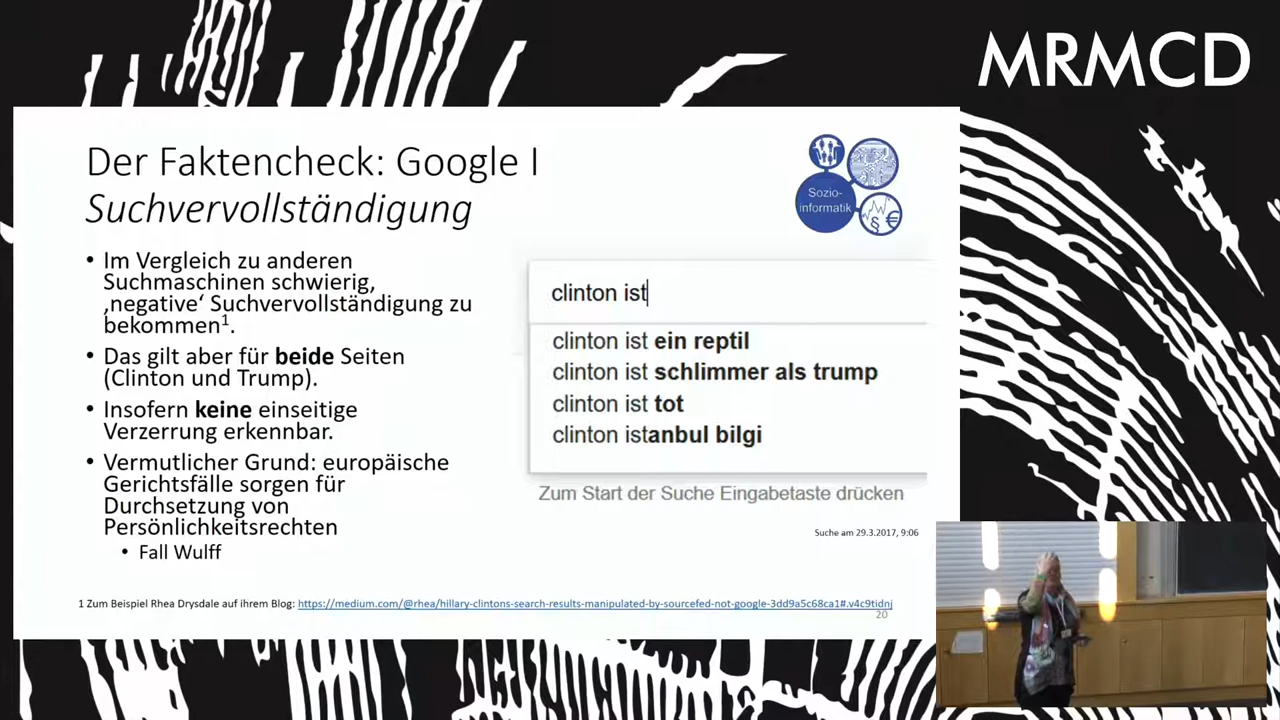 MRMCD
Der Faktencheck: Google I
Suchvervollständigung
Sozio-
informatik
§
€
• Im Vergleich zu anderen
Suchmaschinen schwierig,
‚negative‘ Suchvervollständigung zu
bekommen1.
• Das gilt aber für beide Seiten
(Clinton und Trump).
• Insofern keine einseitige
Verzerrung erkennbar.
• Vermutlicher Grund: europäische
Gerichtsfälle sorgen für
Durchsetzung von
Persönlichkeitsrechten
• Fall Wulff
clinton ist
clinton ist ein reptil
clinton ist schlimmer als trump
clinton ist tot
clinton istanbul bilgi
Zum Start der Suche Eingabetaste drücken
Suche am 29.3.2017, 9:06
1 Zum Beispiel Rhea Drysdale auf ihrem Blog: https://medium.com/@rhea/hillary-clintons-search-results-manipulated-by-sourcefed-not-google-3dd9a5c68ca1#.v4c9tidnj
20